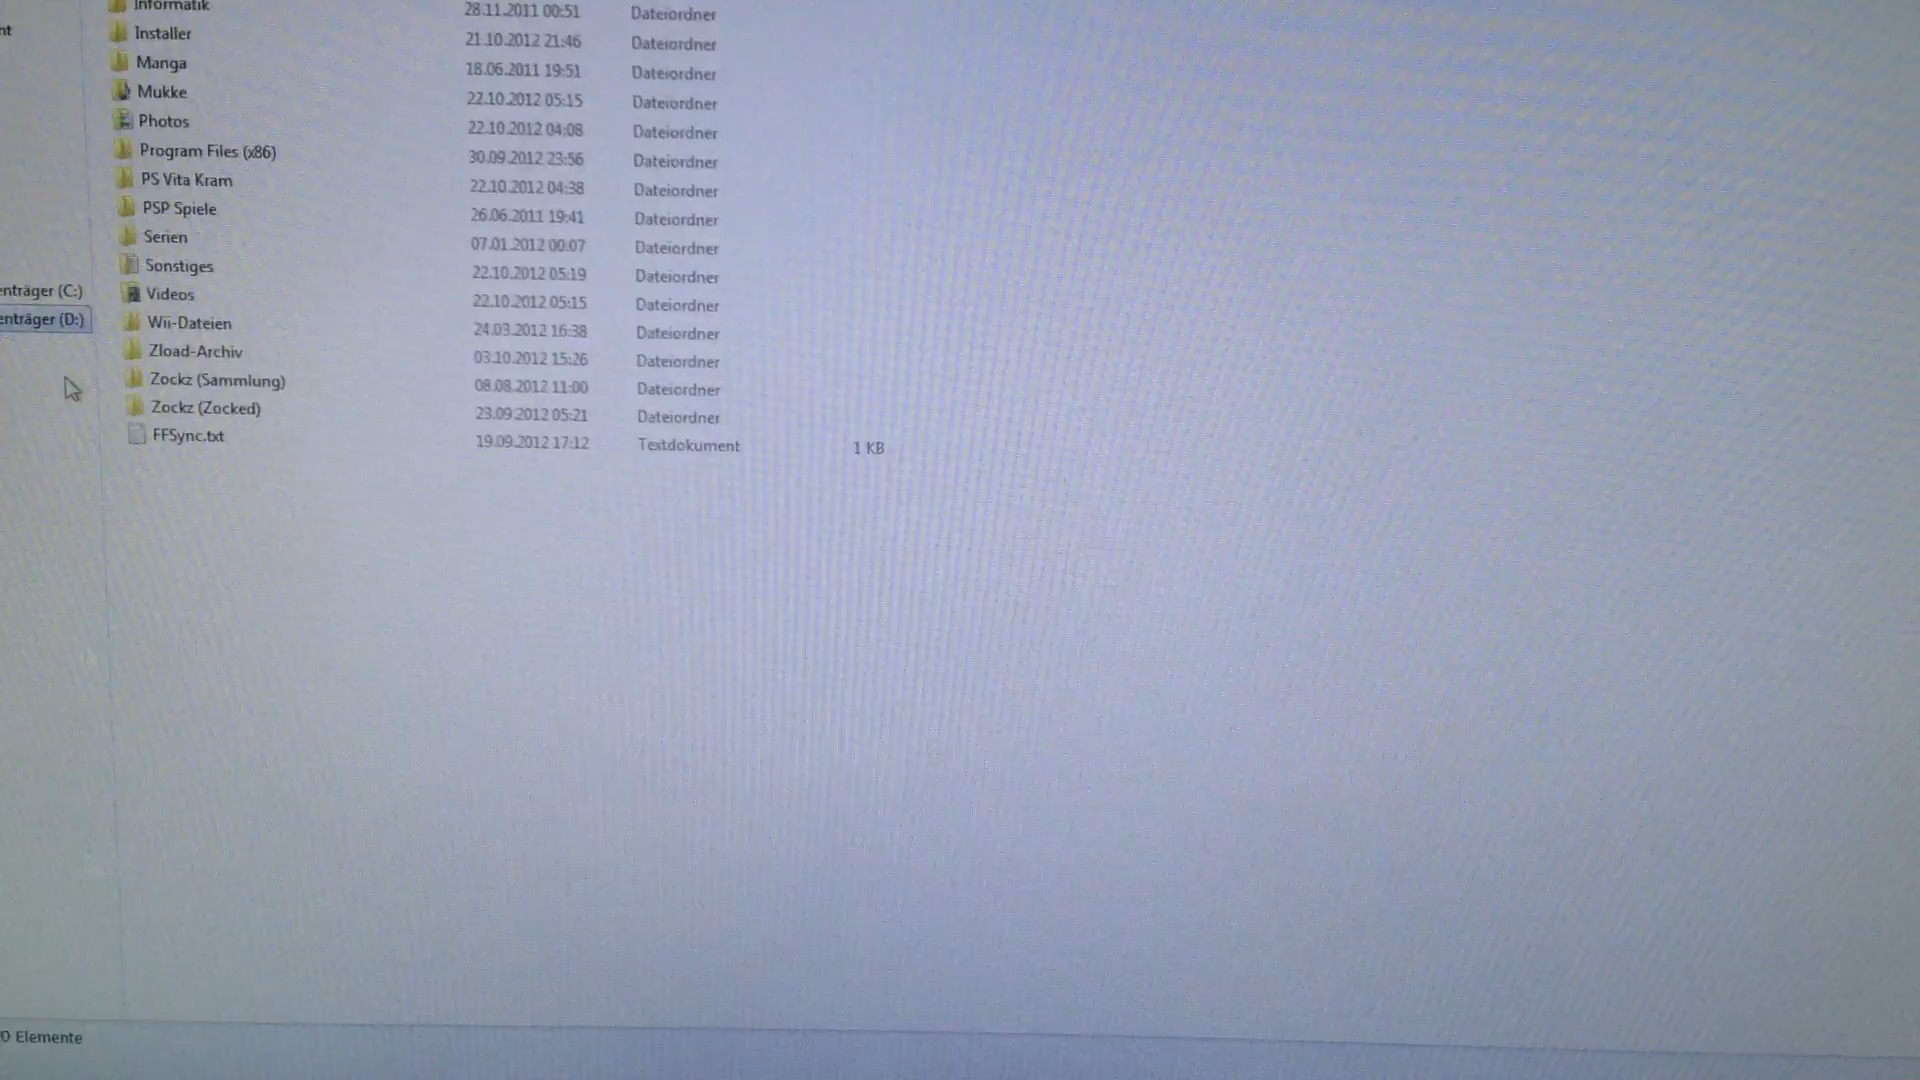 Informatik 28.11.2011 00:51 Dateiordner
nt
Installer 21.10.2012 21:46 Dateiordner
Manga 18.06.2011 19:51 Dateiordner
Mukke 22.10.2012 05:15 Dateiordner
Photos 22.10.2012 04:08 Dateiordner
Program Files (x86) 30.09.2012 23:56 Dateiordner
PS Vita Kram 22.10.2012 04:38 Dateiordner
PSP Spiele 26.06.2011 19:41 Dateiordner
Serien 07.01.2012 00:07 Dateiordner
Sonstiges 22.10.2012 05:19 Dateiordner
enträger (C:) Videos 22.10.2012 05:15 Dateiordner
enträger (D:) Wii-Dateien 24.03.2012 16:38 Dateiordner
Zload-Archiv 03.10.2012 15:26 Dateiordner
Zockz (Sammlung) 08.08.2012 11:00 Dateiordner
Zockz (Zocked) 23.09.2012 05:21 Dateiordner
FFSync.txt 19.09.2012 17:12 Textdokument 1 KB
0 Elemente